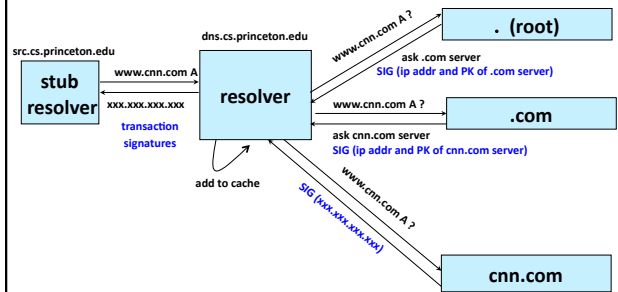 dns.cs.princeton.edu
src.cs.princeton.edu
stub
resolver
www.cnn.com A
xxx.xxx.xxx.xxx
transaction
signatures
resolver
add to cache
www.cnn.com A ?
. (root)
ask .com server
SIG (ip addr and PK of .com server)
www.cnn.com A ?
.com
ask cnn.com server
SIG (ip addr and PK of cnn.com server)
www.cnn.com A ?
SIG (xxx.xxx.xxx.xxx)
cnn.com